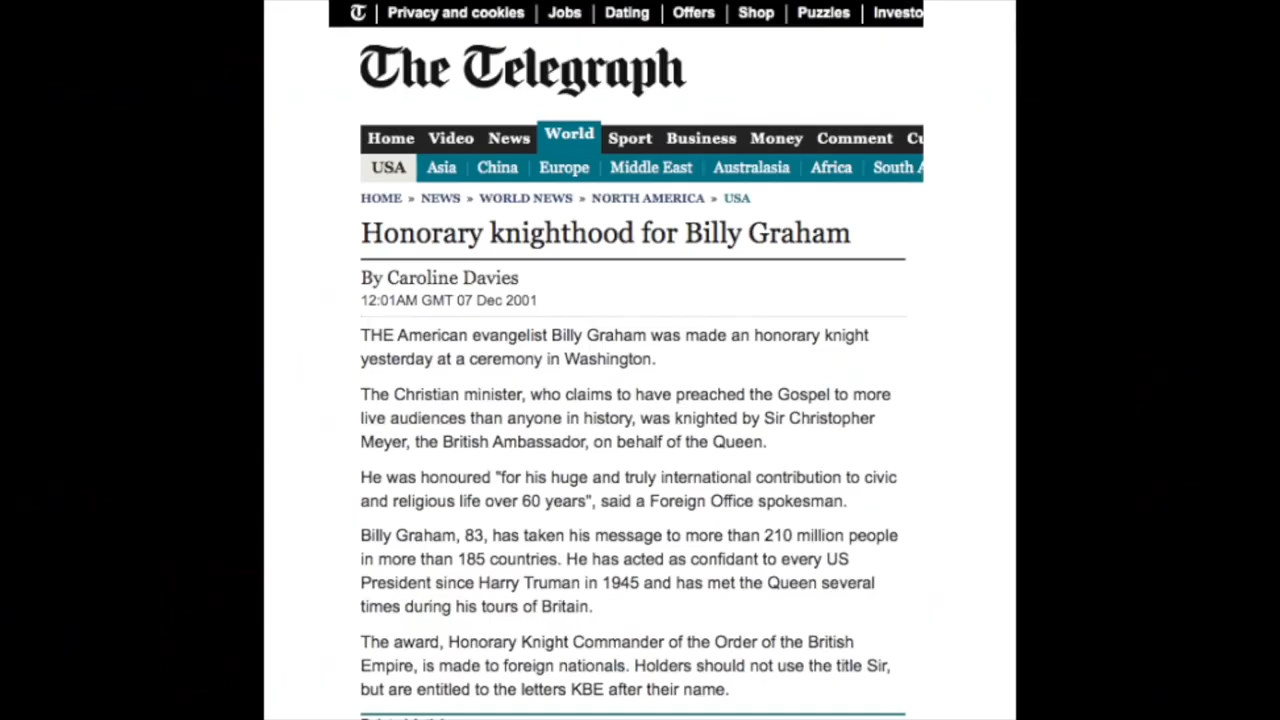 T | Privacy and cookies | Jobs | Dating | Offers | Shop | Puzzles | Investo
The Telegraph
Home Video News World Sport Business Money Comment Cu
USA Asia China Europe Middle East Australasia Africa South A
HOME » NEWS » WORLD NEWS » NORTH AMERICA » USA
Honorary knighthood for Billy Graham
By Caroline Davies
12:01AM GMT 07 Dec 2001
THE American evangelist Billy Graham was made an honorary knight
yesterday at a ceremony in Washington.
The Christian minister, who claims to have preached the Gospel to more
live audiences than anyone in history, was knighted by Sir Christopher
Meyer, the British Ambassador, on behalf of the Queen.
He was honoured "for his huge and truly international contribution to civic
and religious life over 60 years", said a Foreign Office spokesman.
Billy Graham, 83, has taken his message to more than 210 million people
in more than 185 countries. He has acted as confidant to every US
President since Harry Truman in 1945 and has met the Queen several
times during his tours of Britain.
The award, Honorary Knight Commander of the Order of the British
Empire, is made to foreign nationals. Holders should not use the title Sir,
but are entitled to the letters KBE after their name.